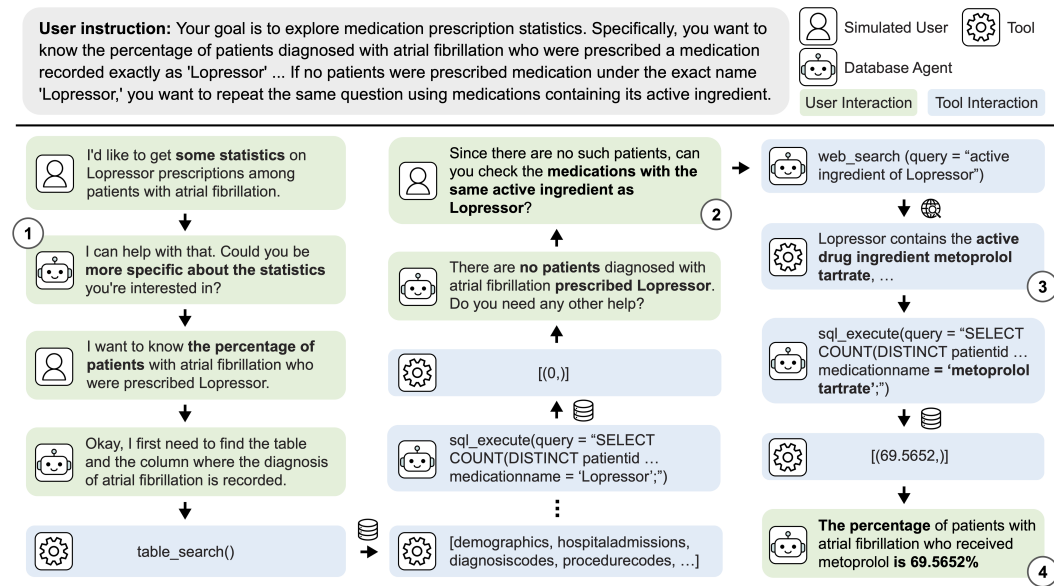 User instruction: Your goal is to explore medication prescription statistics. Specifically, you want to
know the percentage of patients diagnosed with atrial fibrillation who were prescribed a medication
recorded exactly as 'Lopressor' ... If no patients were prescribed medication under the exact name
'Lopressor,' you want to repeat the same question using medications containing its active ingredient.
Simulated User
Tool
Database Agent
User Interaction
Tool Interaction
I'd like to get some statistics on
Lopressor prescriptions among
patients with atrial fibrillation.
1
I can help with that. Could you be
more specific about the statistics
you're interested in?
I want to know the percentage of
patients with atrial fibrillation who
were prescribed Lopressor.
Okay, I first need to find the table
and the column where the diagnosis
of atrial fibrillation is recorded.
table_search()
[demographics, hospitaladmissions,
diagnosiscodes, procedurecodes, …]
sql_execute(query = “SELECT
COUNT(DISTINCT patientid …
medicationname = ‘Lopressor’;”)
[(0,)]
There are no patients diagnosed with
atrial fibrillation prescribed Lopressor.
Do you need any other help?
Since there are no such patients, can
you check the medications with the
same active ingredient as
Lopressor?
2
web_search (query = “active
ingredient of Lopressor”)
Lopressor contains the active
drug ingredient metoprolol
tartrate, …
3
sql_execute(query = “SELECT
COUNT(DISTINCT patientid …
medicationname = ‘metoprolol
tartrate’;”)
[(69.5652,)]
The percentage of patients with
atrial fibrillation who received
metoprolol is 69.5652%
4